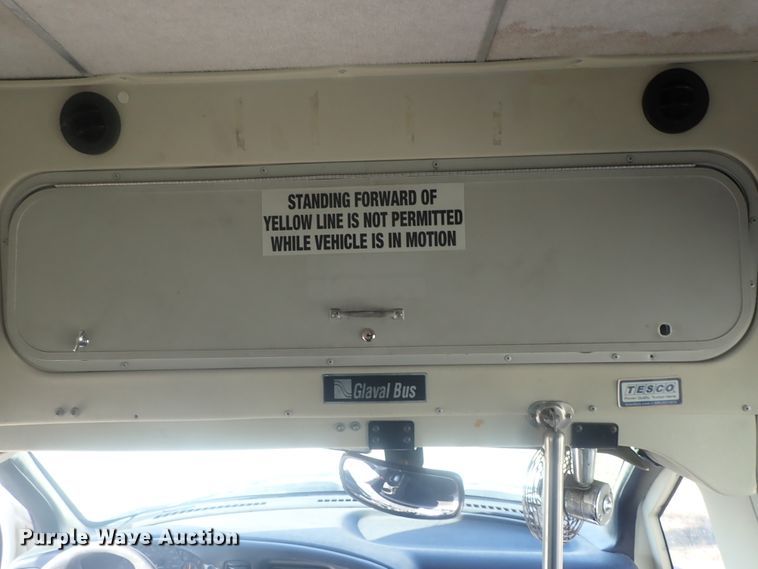 STANDING FORWARD OF
YELLOW LINE IS NOT PERMITTED
WHILE VEHICLE IS IN MOTION
Glaval Bus
TESCO
Purple Wave Auction